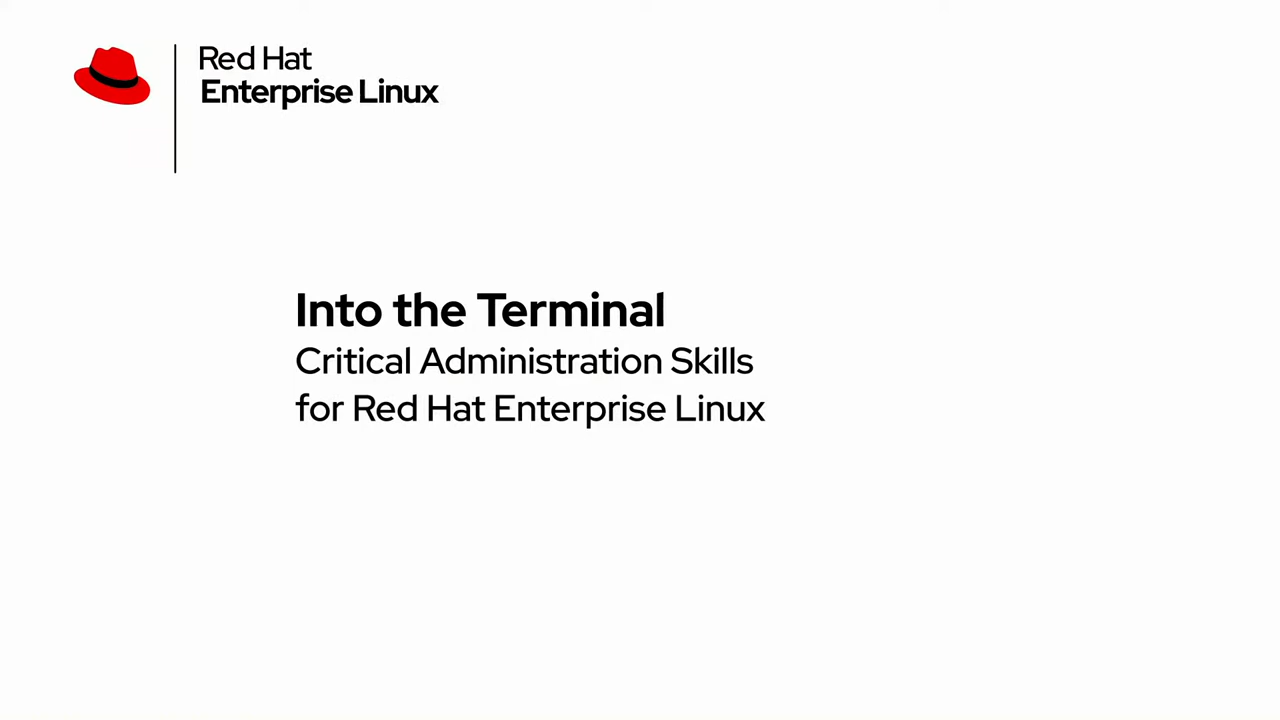 Red Hat
Enterprise Linux
Into the Terminal
Critical Administration Skills
for Red Hat Enterprise Linux